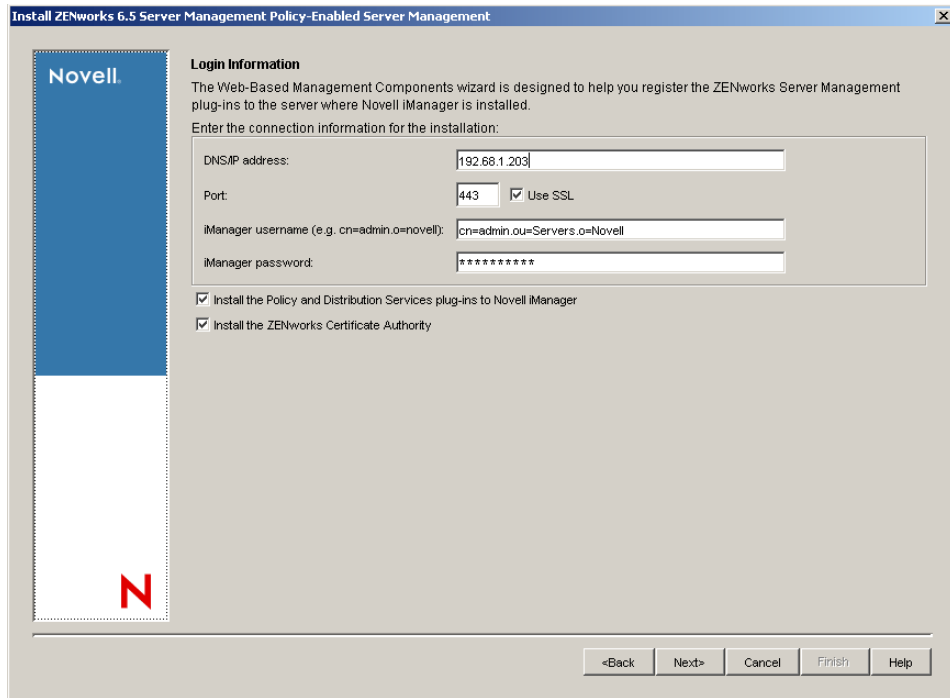 Install ZENworks 6.5 Server Management Policy-Enabled Server Management
Novell.
Login Information
The Web-Based Management Components wizard is designed to help you register the ZENworks Server Management
plug-ins to the server where Novell iManager is installed.
Enter the connection information for the installation:
DNS/IP address:
192.68.1.203
Port:
443
Use SSL
iManager username (e.g. cn=admin.o=novell):
cn=admin.ou=Servers.o=Novell
iManager password:
**********
Install the Policy and Distribution Services plug-ins to Novell iManager
Install the ZENworks Certificate Authority
N
<Back
Next>
Cancel
Finish
Help